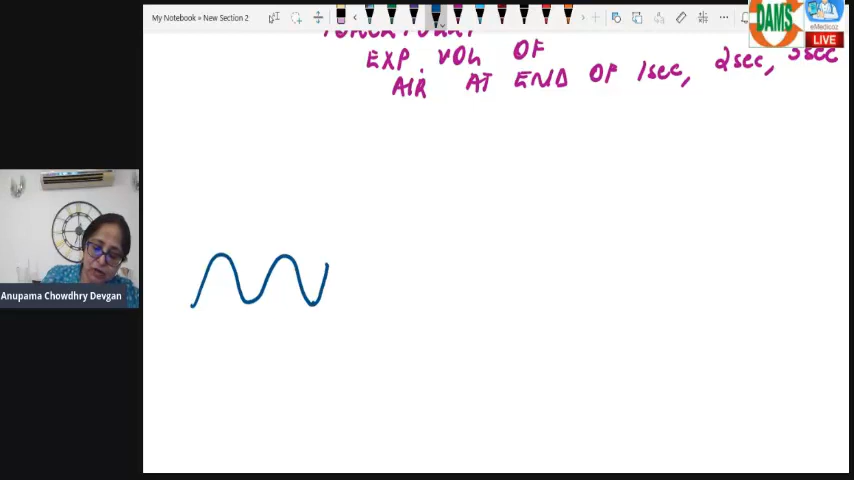 My Notebook » New Section 2
DAMS
eMedicoz
LIVE
EXP. VOL OF
AIR AT END OF 1sec, 2sec, 3sec
Anupama Chowdhry Devgan